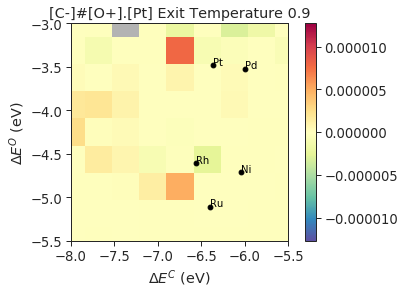 [C-]#[O+].[Pt] Exit Temperature 0.9
−3.0
−3.5
−4.0
−4.5
−5.0
−5.5
ΔE^O (eV)
Pt
Pd
Rh
Ni
Ru
−8.0 −7.5 −7.0 −6.5 −6.0 −5.5
ΔE^C (eV)
0.000010
0.000005
0.000000
−0.000005
−0.000010